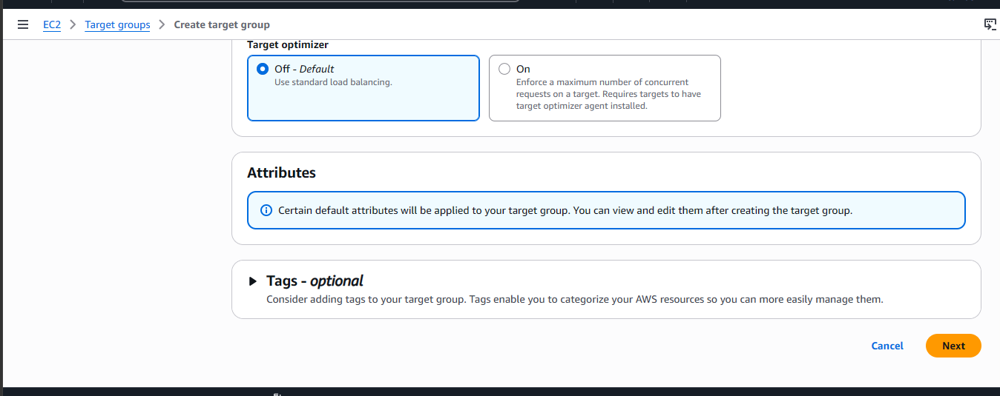 EC2 > Target groups > Create target group
Target optimizer
Off - Default
Use standard load balancing.
On
Enforce a maximum number of concurrent
requests on a target. Requires targets to have
target optimizer agent installed.
Attributes
Certain default attributes will be applied to your target group. You can view and edit them after creating the target group.
Tags - optional
Consider adding tags to your target group. Tags enable you to categorize your AWS resources so you can more easily manage them.
Cancel
Next